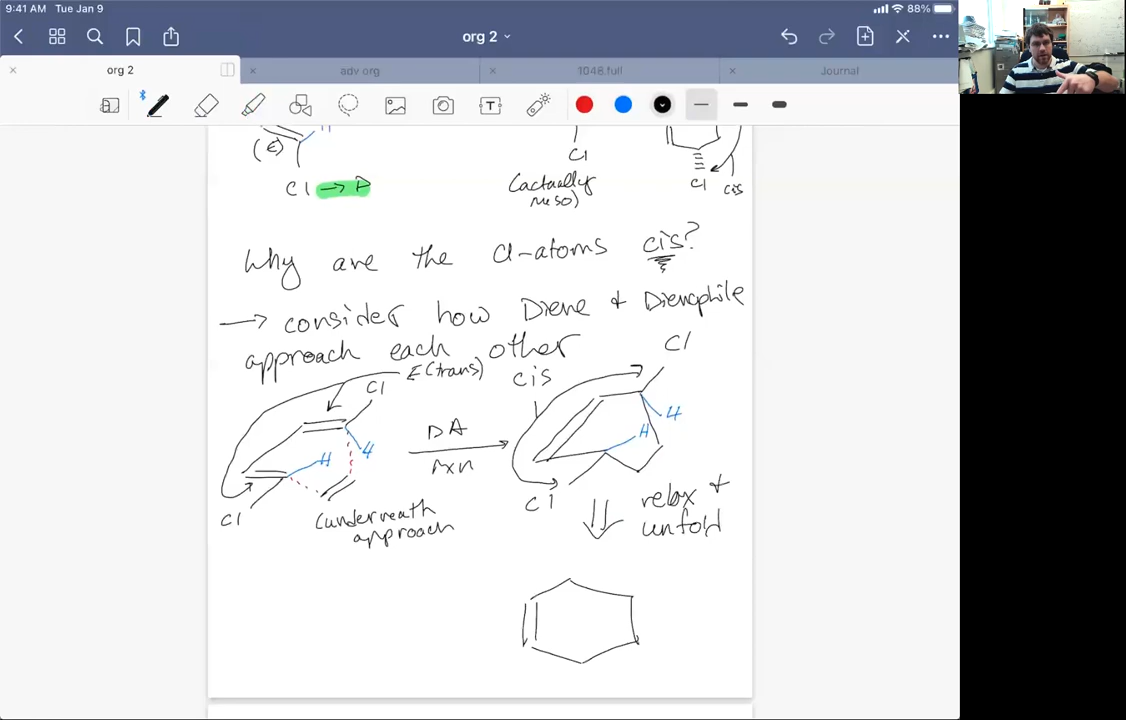 9:41 AM Tue Jan 9
88%
org 2
org 2
adv org
1048.full
Journal
T
H
(E)
Cl →
Cl
(actually
meso)
Cl
cis
Why are the Cl-atoms cis?
→ consider how Diene + Dienophile
approach each other
E (trans)
Cl
H
H
Cl
(underneath
approach
DA
rxn
cis
Cl
H
H
Cl
relax +
unfold